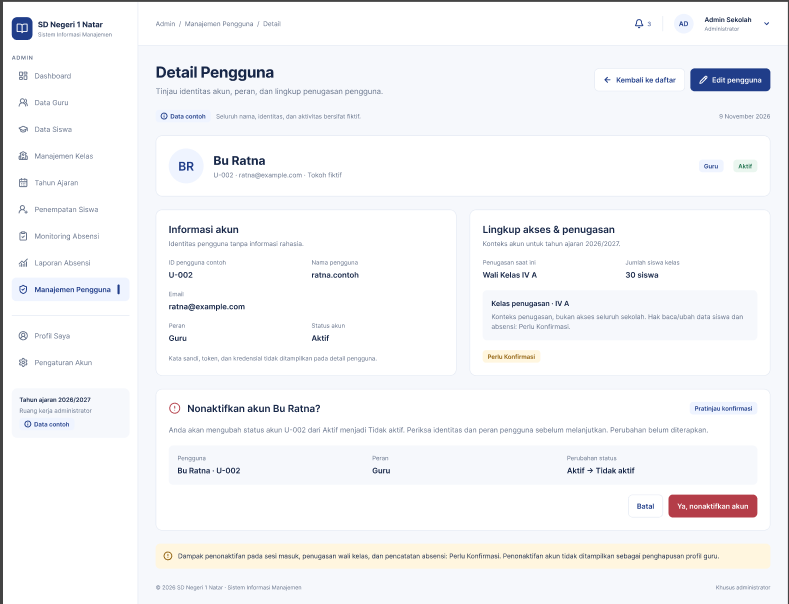 SD Negeri 1 Natar
Sistem Informasi Manajemen
ADMIN
Dashboard
Data Guru
Data Siswa
Manajemen Kelas
Tahun Ajaran
Penempatan Siswa
Monitoring Absensi
Laporan Absensi
Manajemen Pengguna
Profil Saya
Pengaturan Akun
Tahun ajaran 2026/2027
Ruang kerja administrator
Data contoh
Admin / Manajemen Pengguna / Detail
3
AD
Admin Sekolah
Administrator
Detail Pengguna
Tinjau identitas akun, peran, dan lingkup penugasan pengguna.
Kembali ke daftar
Edit pengguna
Data contoh
Seluruh nama, identitas, dan aktivitas bersifat fiktif.
9 November 2026
BR
Bu Ratna
U-002 · ratna@example.com · Tokoh fiktif
Guru
Aktif
Informasi akun
Identitas pengguna tanpa informasi rahasia.
ID pengguna contoh
Nama pengguna
U-002
ratna.contoh
Email
ratna@example.com
Peran
Status akun
Guru
Aktif
Kata sandi, token, dan kredensial tidak ditampilkan pada detail pengguna.
Lingkup akses & penugasan
Konteks akun untuk tahun ajaran 2026/2027.
Penugasan saat ini
Jumlah siswa kelas
Wali Kelas IV A
30 siswa
Kelas penugasan · IV A
Konteks penugasan, bukan akses seluruh sekolah. Hak baca/ubah data siswa dan
absensi: Perlu Konfirmasi.
Perlu Konfirmasi
Nonaktifkan akun Bu Ratna?
Pratinjau konfirmasi
Anda akan mengubah status akun U-002 dari Aktif menjadi Tidak aktif. Periksa identitas dan peran pengguna sebelum melanjutkan. Perubahan belum diterapkan.
Pengguna
Peran
Perubahan status
Bu Ratna · U-002
Guru
Aktif → Tidak aktif
Batal
Ya, nonaktifkan akun
Dampak penonaktifan pada sesi masuk, penugasan wali kelas, dan pencatatan absensi: Perlu Konfirmasi. Penonaktifan akun tidak ditampilkan sebagai penghapusan profil guru.
© 2026 SD Negeri 1 Natar · Sistem Informasi Manajemen
Khusus administrator